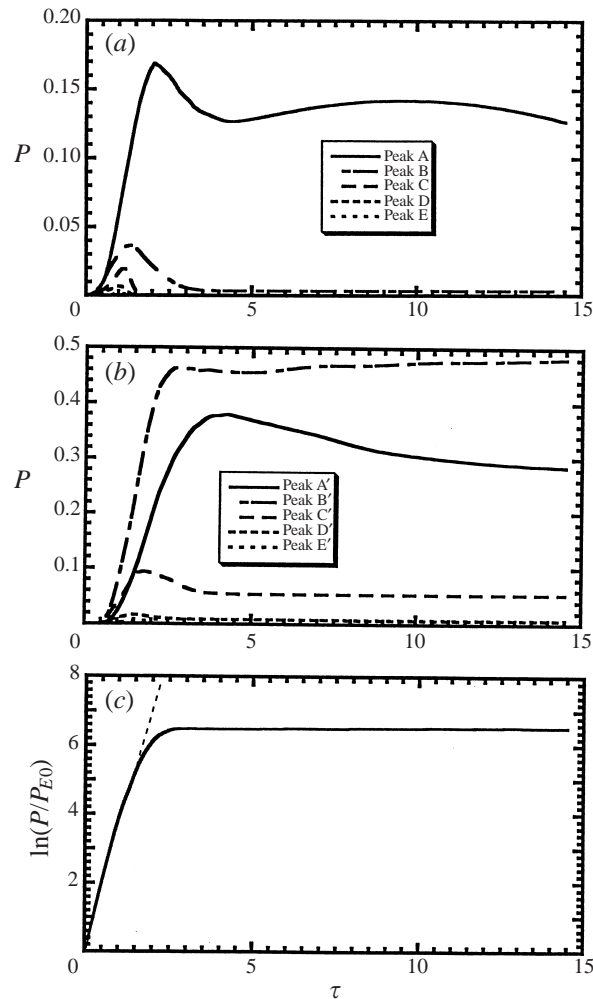 0.20
(a)
0.15
P
0.10
0.05
0
5
10
15
Peak A
Peak B
Peak C
Peak D
Peak E
0.5
(b)
0.4
P
0.3
0.2
0.1
0
5
10
15
Peak A′
Peak B′
Peak C′
Peak D′
Peak E′
8
(c)
6
ln(P/P_{E0})
4
2
0
5
10
15
τ